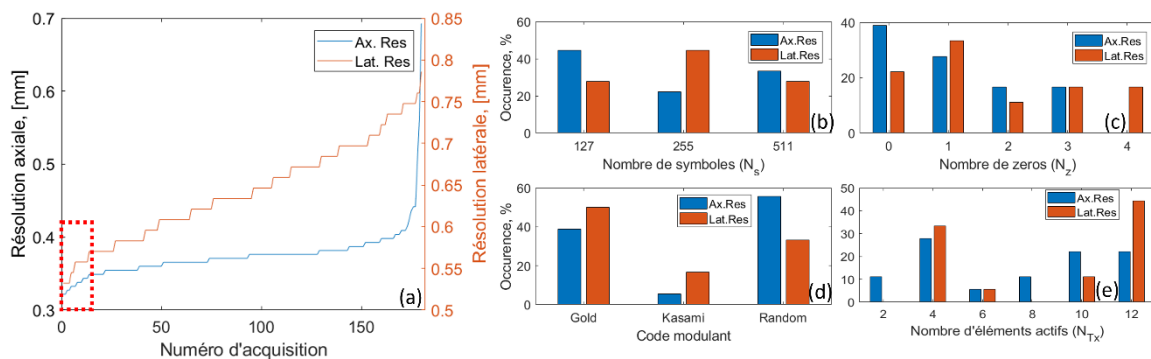 0.7
0.6
0.5
0.4
0.3
Résolution axiale, [mm]
Ax. Res
Lat. Res
0.85
0.8
0.75
0.7
0.65
0.6
0.55
0.5
Résolution latérale, [mm]
(a)
0 50 100 150
Numéro d'acquisition
60
40
20
0
Occurence, %
Ax.Res
Lat.Res
(b)
127 255 511
Nombre de symboles (Ns)
40
20
0
Ax.Res
Lat.Res
(c)
0 1 2 3 4
Nombre de zeros (Nz)
60
40
20
0
Occurence, %
Ax.Res
Lat.Res
(d)
Gold Kasami Random
Code modulant
50
40
30
20
10
0
Ax.Res
Lat.Res
(e)
2 4 6 8 10 12
Nombre d'éléments actifs (NTx)